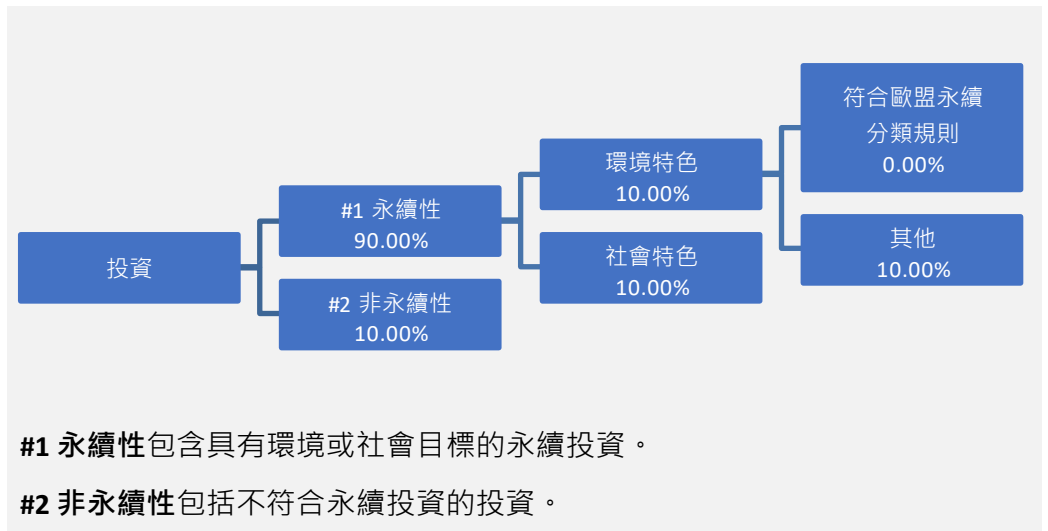 投資
#1 永續性
90.00%
#2 非永續性
10.00%
環境特色
10.00%
社會特色
10.00%
符合歐盟永續
分類規則
0.00%
其他
10.00%
#1 永續性包含具有環境或社會目標的永續投資。
#2 非永續性包括不符合永續投資的投資。